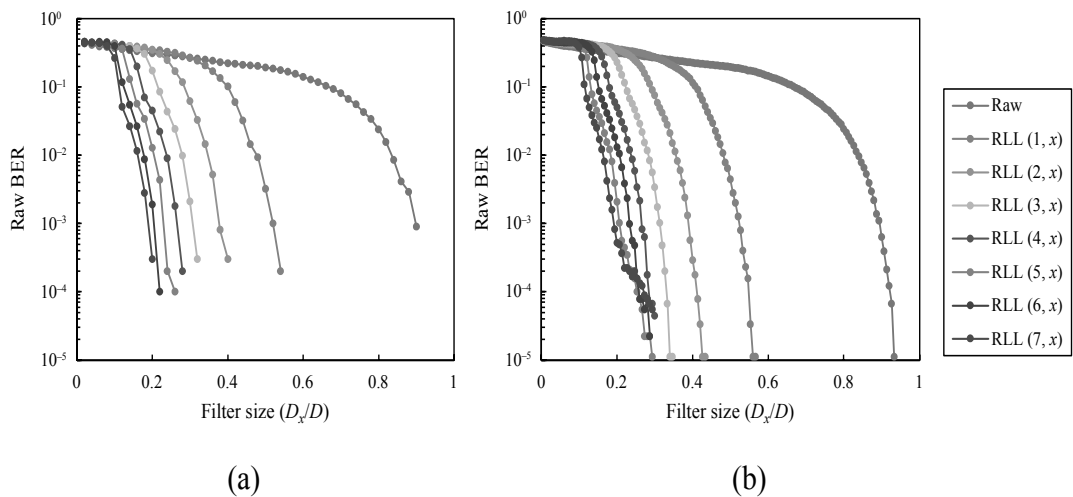 10⁰
10⁻¹
10⁻²
10⁻³
10⁻⁴
10⁻⁵
Raw BER
0 0.2 0.4 0.6 0.8 1
Filter size (Dₓ/D)
(a)
10⁰
10⁻¹
10⁻²
10⁻³
10⁻⁴
10⁻⁵
Raw BER
0 0.2 0.4 0.6 0.8 1
Filter size (Dₓ/D)
(b)
Raw
RLL (1, x)
RLL (2, x)
RLL (3, x)
RLL (4, x)
RLL (5, x)
RLL (6, x)
RLL (7, x)